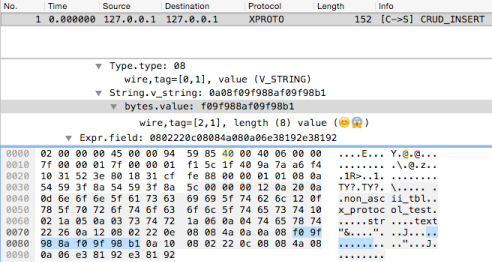 No. Time Source Destination Protocol Length Info
1 0.000000 127.0.0.1 127.0.0.1 XPROTO 152 [C->S] CRUD_INSERT
▼ Type.type: 08
wire,tag=[0,1], value (V_STRING)
▼ String.v_string: 0a08f09f988af09f98b1
▼ bytes.value: f09f988af09f98b1
wire,tag=[2,1], length (8) value (😊😱)
▼ Expr.field: 0802220c08084a080a06e38192e38192
0000 02 00 00 00 45 00 00 94 59 85 40 00 40 06 00 00 ....E... Y.@.@...
0010 7f 00 00 01 7f 00 00 01 f1 5c 1f 40 9a 7a a6 f4 ........ .\.@.z..
0020 10 31 52 3e 80 18 31 cf fe 88 00 00 01 01 08 0a .1R>..1. ........
0030 54 59 3f 8a 54 59 3f 8a 5c 00 00 00 12 0a 20 0a TY?.TY?. \..... .
0040 0d 6e 6f 6e 5f 61 73 63 69 69 5f 74 62 6c 12 0f .non_asc ii_tbl..
0050 78 5f 70 72 6f 74 6f 63 6f 6c 5f 74 65 73 74 10 x_protoc ol_test.
0060 02 1a 05 0a 03 73 74 72 1a 06 0a 04 74 65 78 74 .....str ....text
0070 22 26 0a 12 08 02 22 0e 08 08 4a 0a 0a 08 f0 9f "&....". ..J.....
0080 98 8a f0 9f 98 b1 0a 10 08 02 22 0c 08 08 4a 08 ........ .."...J.
0a 06 e3 81 92 e3 81 92 ........